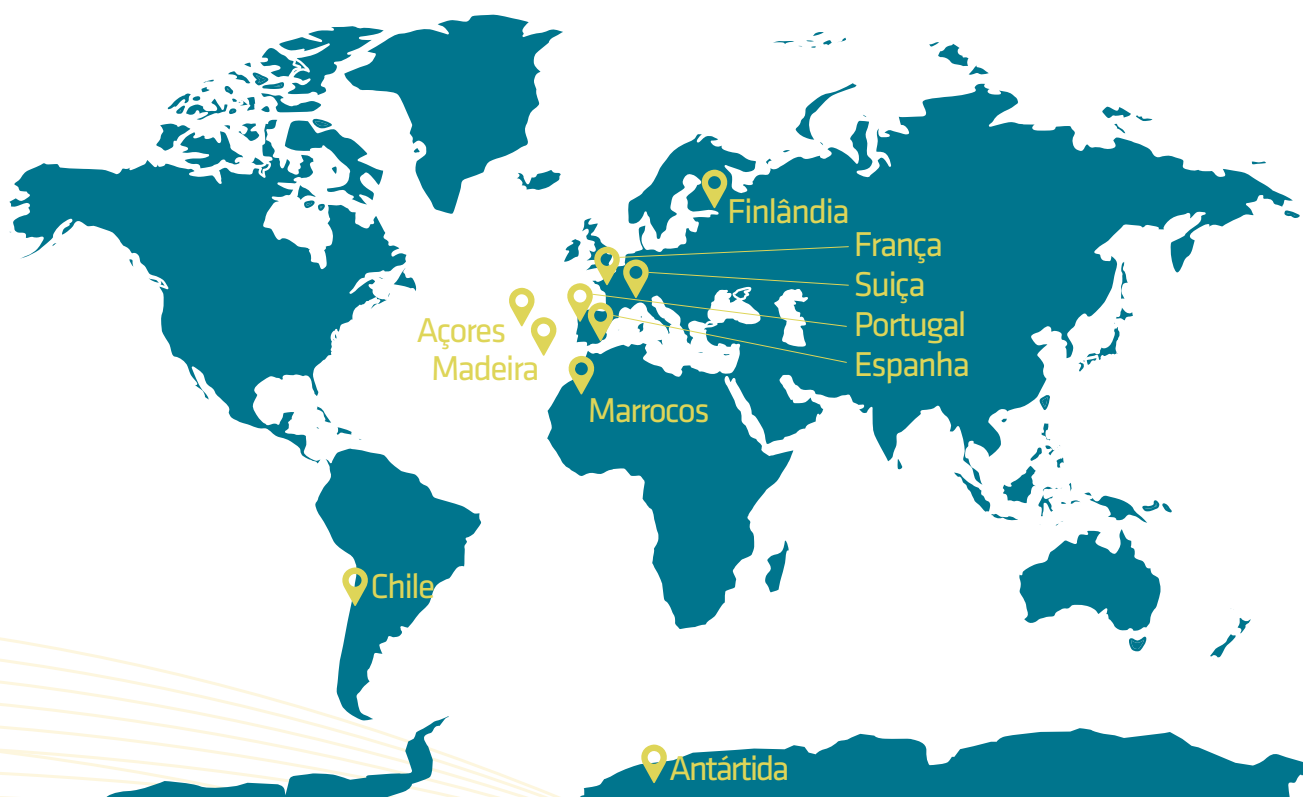 Finlândia
França
Suiça
Portugal
Espanha
Açores
Madeira
Marrocos
Chile
Antártida